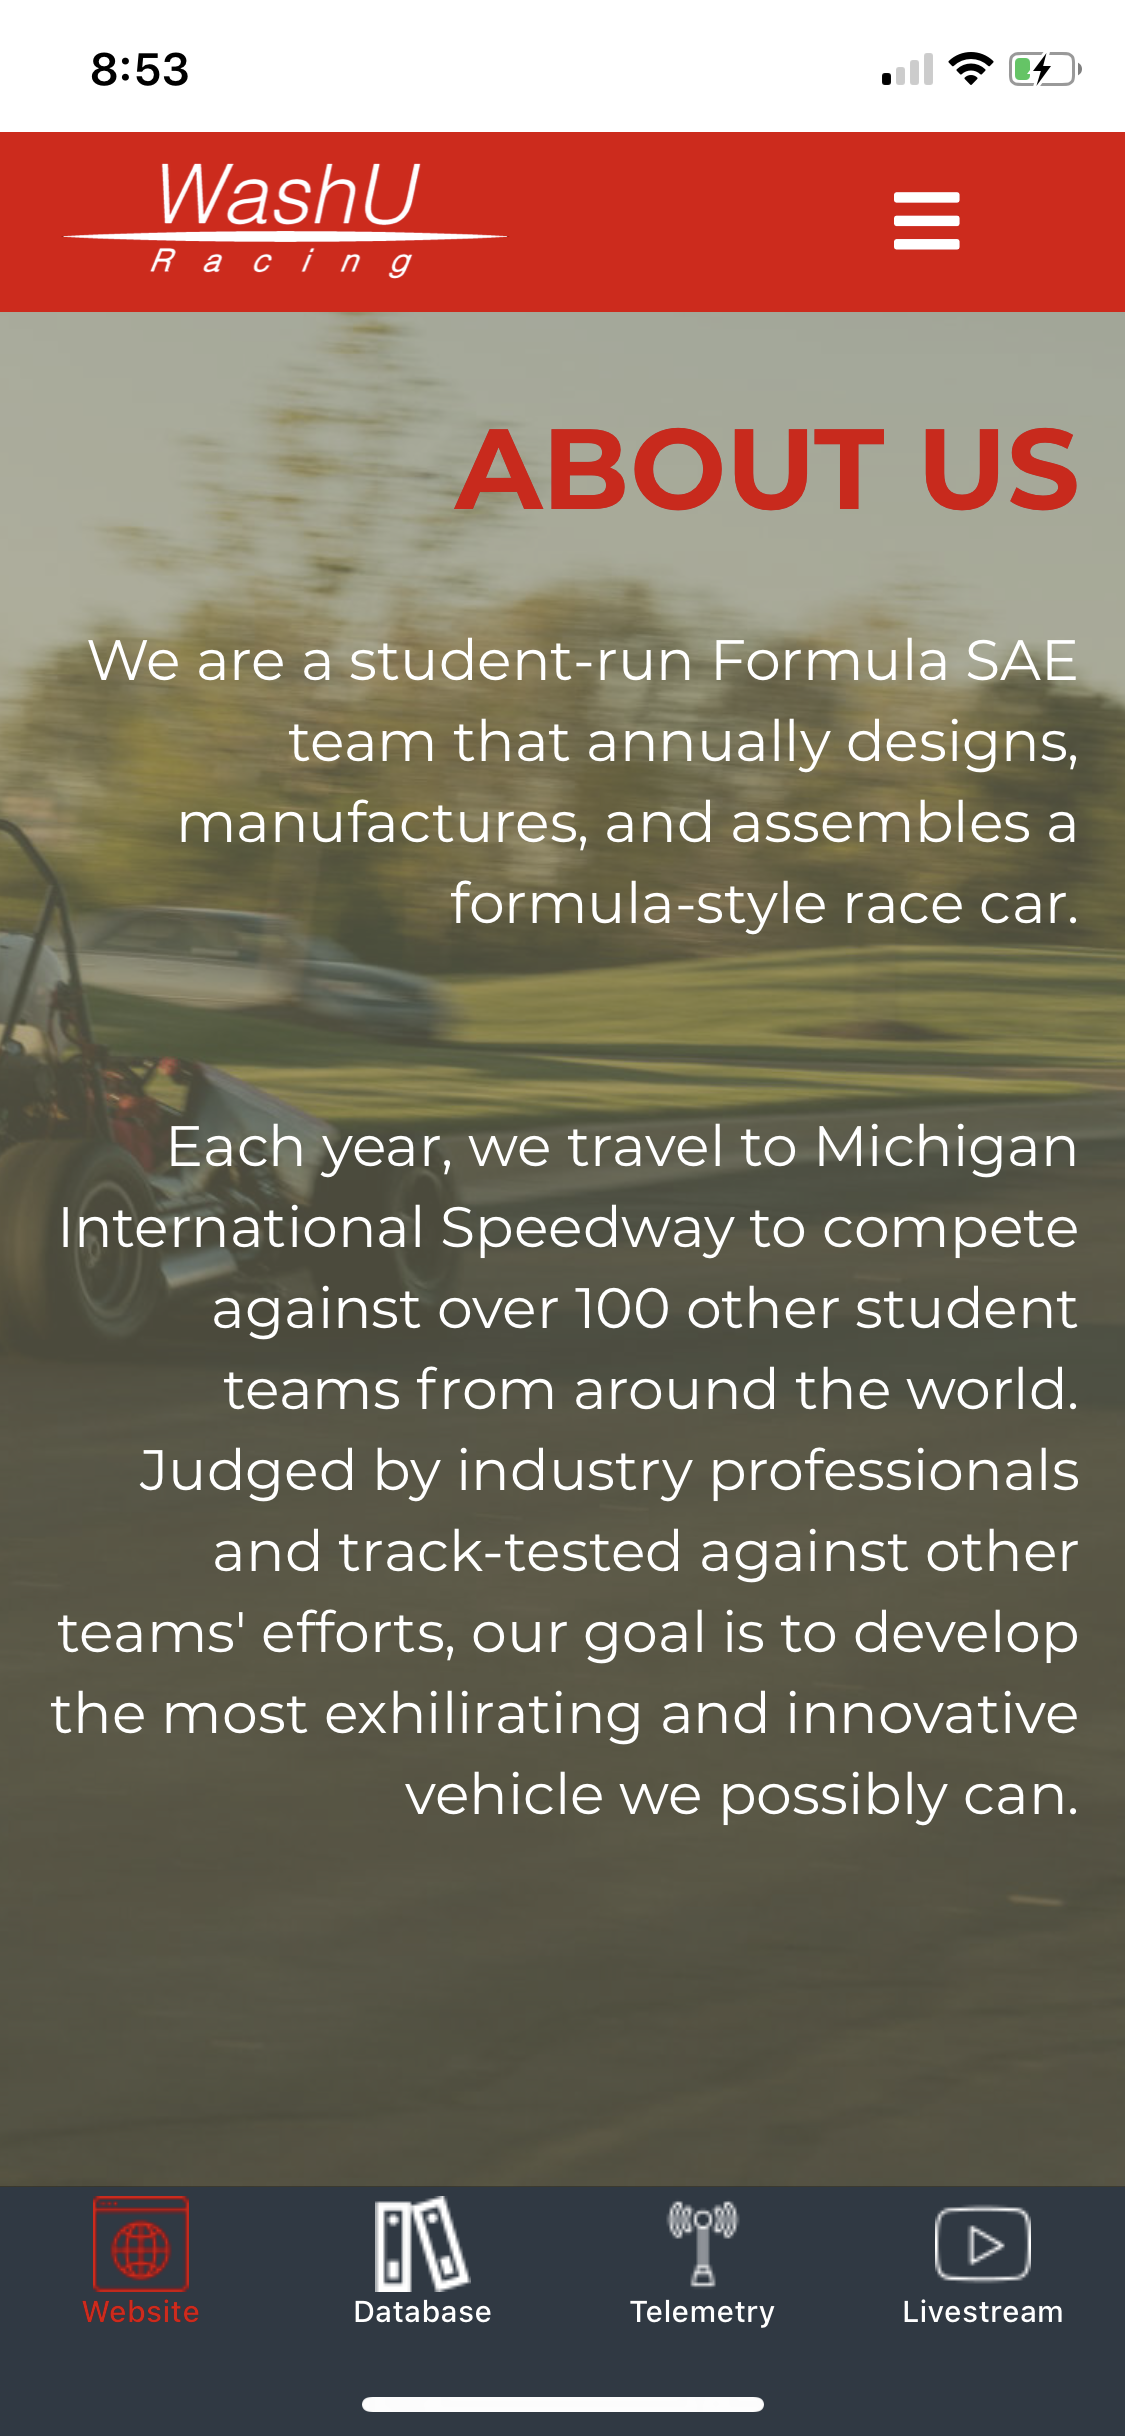 8:53
WashU
Racing
ABOUT US
We are a student-run Formula SAE
team that annually designs,
manufactures, and assembles a
formula-style race car.
Each year, we travel to Michigan
International Speedway to compete
against over 100 other student
teams from around the world.
Judged by industry professionals
and track-tested against other
teams' efforts, our goal is to develop
the most exhilirating and innovative
vehicle we possibly can.
Website
Database
Telemetry
Livestream